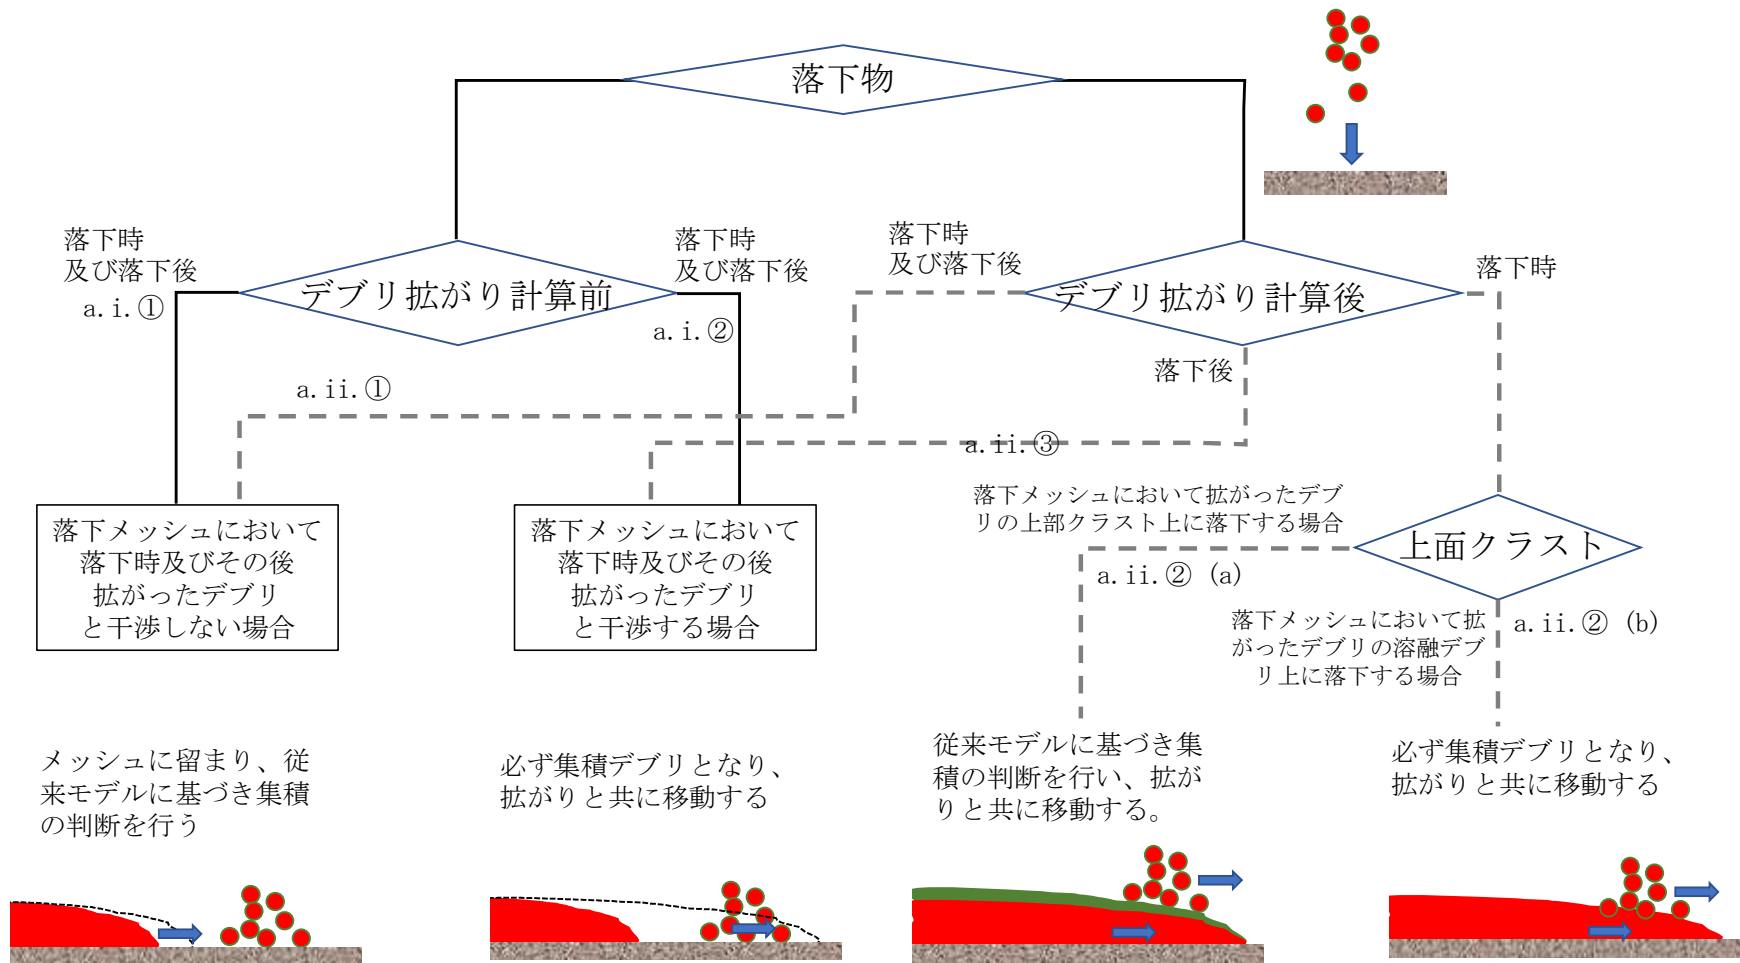 落下物
落下時
及び落下後
a.i.①
デブリ拡がり計算前
落下時
及び落下後
a.i.②
落下時
及び落下後
デブリ拡がり計算後
落下時
落下後
a.ii.①
a.ii.③
落下メッシュにおいて拡がったデブ
リの上部クラスト上に落下する場合
a.ii.② (a)
上面クラスト
落下メッシュにおいて拡
がったデブリの溶融デブ
リ上に落下する場合
a.ii.② (b)
落下メッシュにおいて
落下時及びその後
拡がったデブリ
と干渉しない場合
落下メッシュにおいて
落下時及びその後
拡がったデブリ
と干渉する場合
メッシュに留まり、従
来モデルに基づき集積
の判断を行う
必ず集積デブリとなり、
拡がりと共に移動する
従来モデルに基づき集
積の判断を行い、拡が
りと共に移動する。
必ず集積デブリとなり、
拡がりと共に移動する